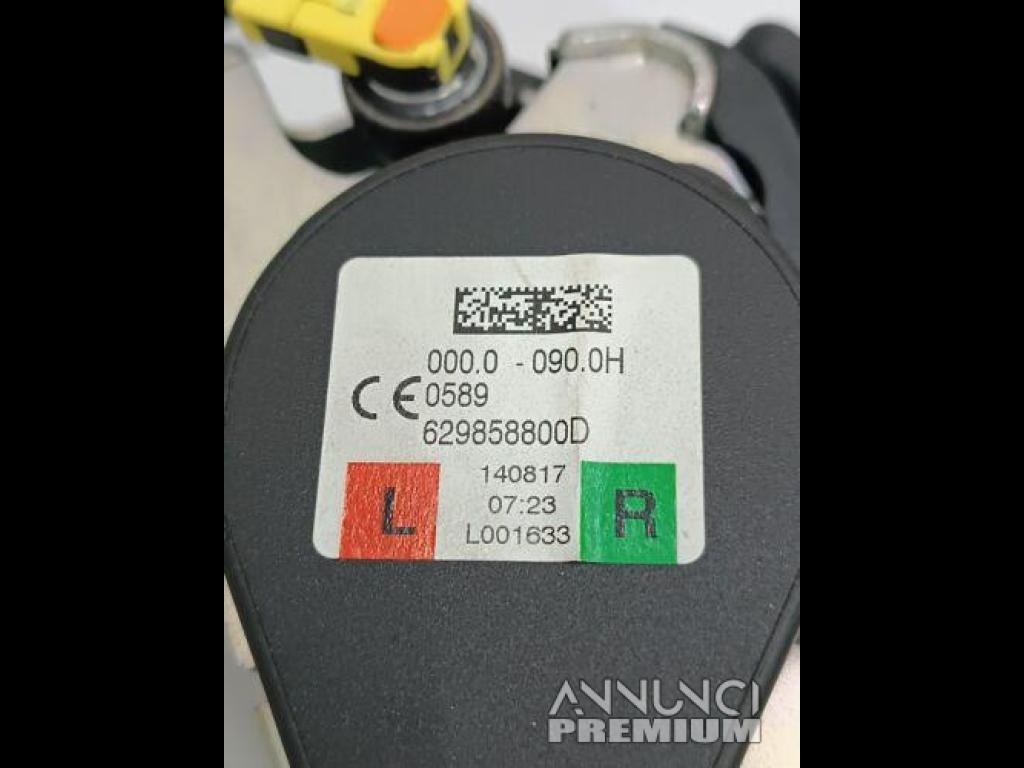 000.0 - 090.0H
CE 0589
629858800D
140817
07:23
L001633
L
R
ANNUNCI
PREMIUM